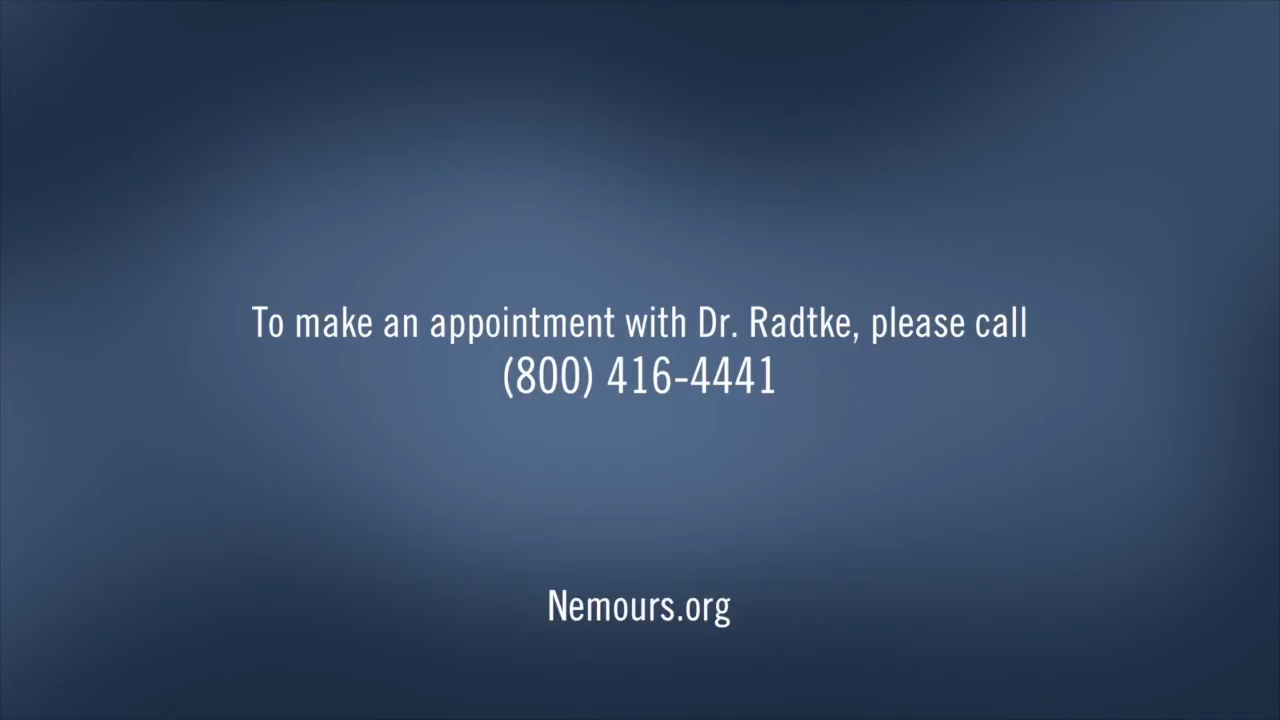 To make an appointment with Dr. Radtke, please call
(800) 416-4441
Nemours.org